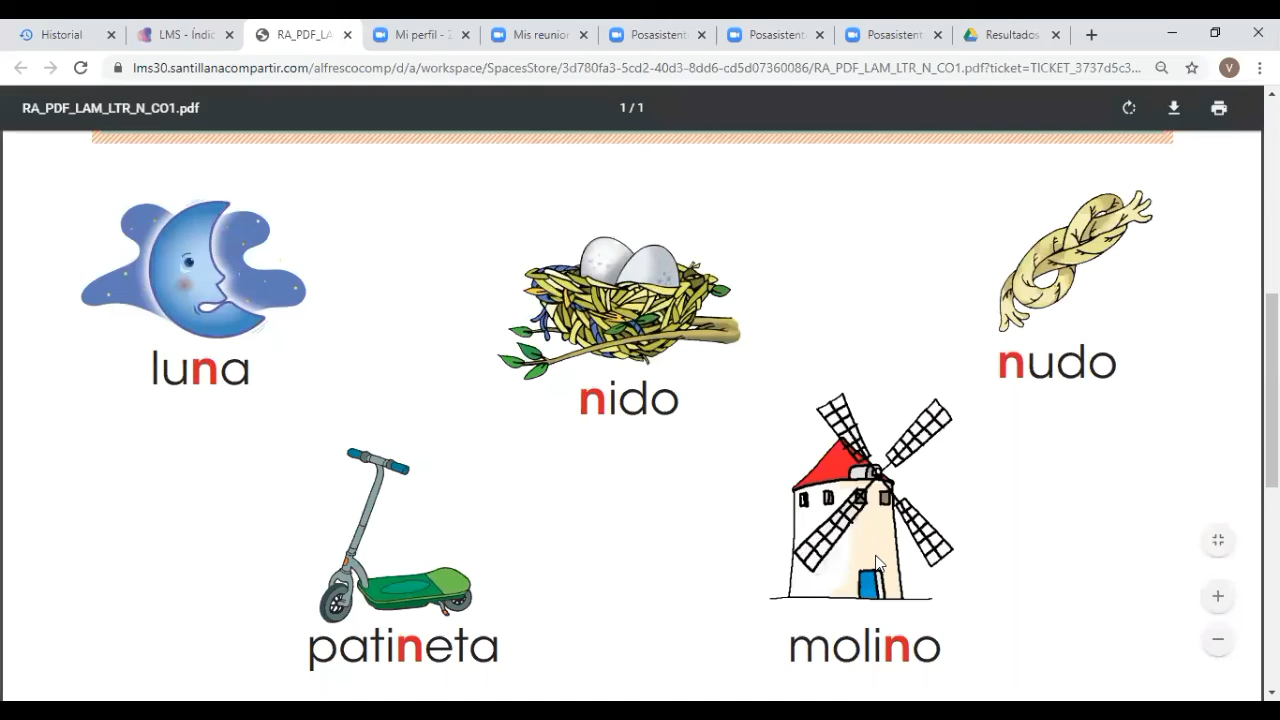 Historial
LMS - Índic
RA_PDF_LA
Mi perfil - Z
Mis reunion
Posasistente
Posasistent
Posasistent
Resultados
lms30.santillanacompartir.com/alfrescocomp/d/a/workspace/SpacesStore/3d780fa3-5cd2-40d3-8dd6-cd5d07360086/RA_PDF_LAM_LTR_N_CO1.pdf?ticket=TICKET_3737d5c3...
V
RA_PDF_LAM_LTR_N_CO1.pdf
1 / 1
luna
nido
nudo
patineta
molino